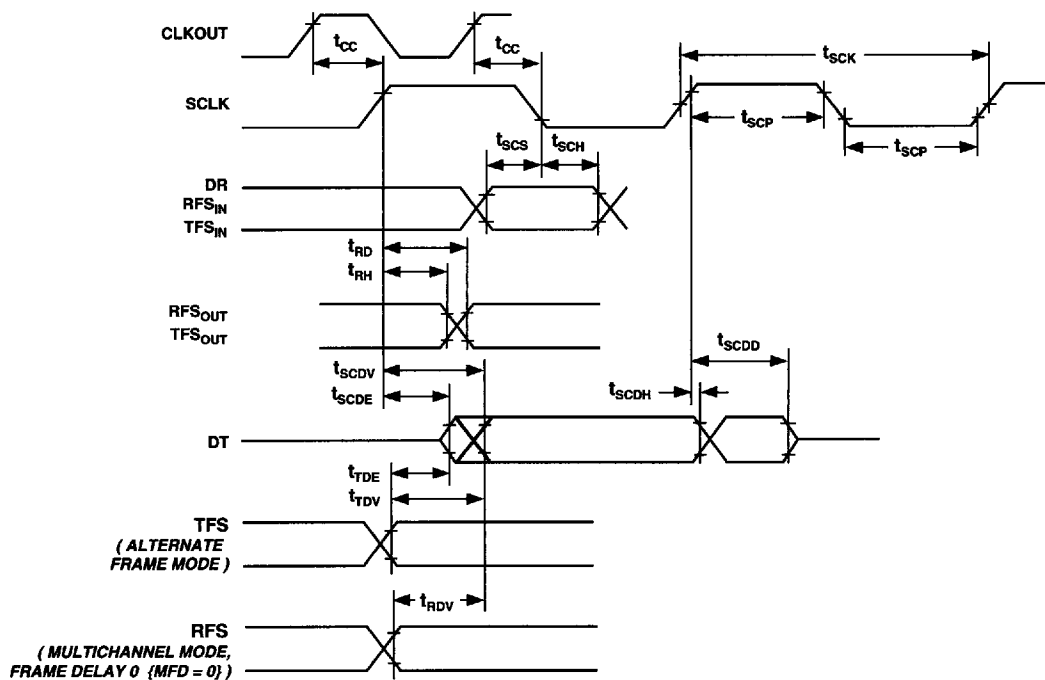 CLKOUT
tCC
tCC
tSCK
SCLK
tSCP
tSCP
tSCS
tSCH
DR
RFSIN
TFSIN
tRD
tRH
RFSOUT
TFSOUT
tSCDV
tSCDE
tSCDD
tSCDH
DT
tTDE
tTDV
TFS
( ALTERNATE
FRAME MODE )
tRDV
RFS
( MULTICHANNEL MODE,
FRAME DELAY 0 {MFD = 0} )